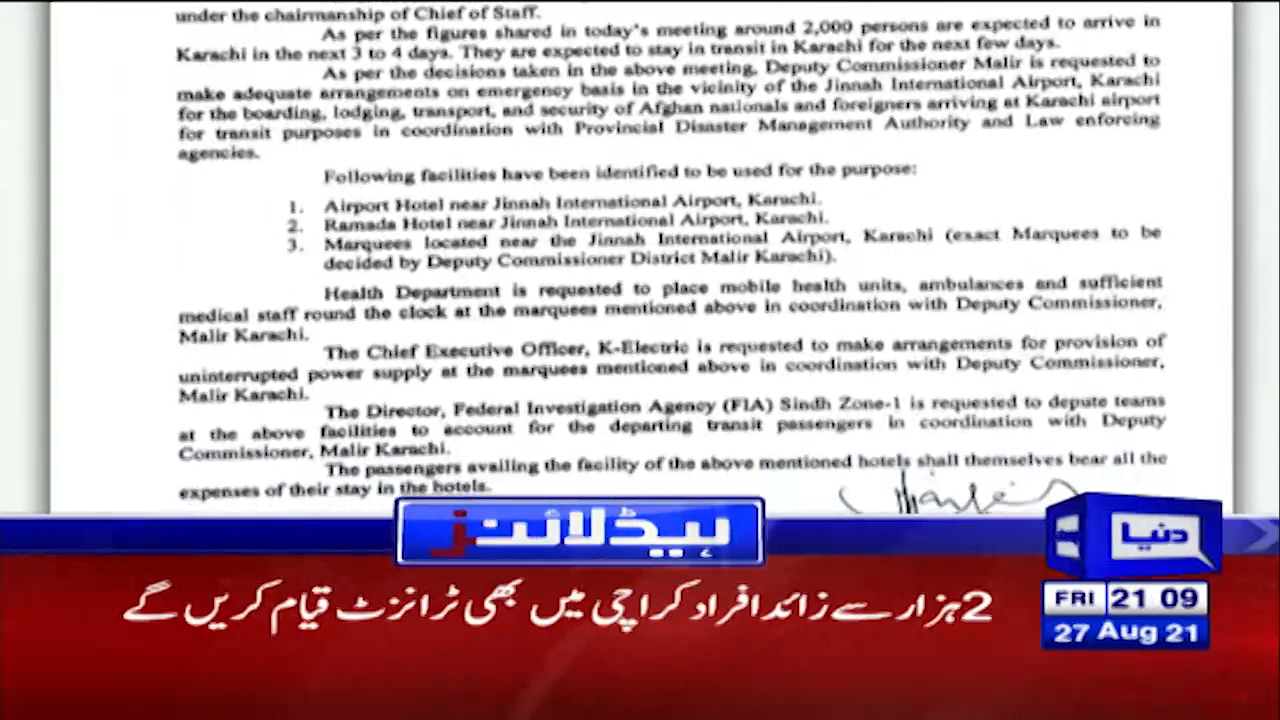 under the chairmanship of Chief of Staff.
As per the figures shared in today's meeting around 2,000 persons are expected to arrive in
Karachi in the next 3 to 4 days. They are expected to stay in transit in Karachi for the next few days.
As per the decisions taken in the above meeting, Deputy Commissioner Malir is requested to
make adequate arrangements on emergency basis in the vicinity of the Jinnah International Airport, Karachi
for the boarding, lodging, transport, and security of Afghan nationals and foreigners arriving at Karachi airport
for transit purposes in coordination with Provincial Disaster Management Authority and Law enforcing
agencies.
Following facilities have been identified to be used for the purpose:
1. Airport Hotel near Jinnah International Airport, Karachi.
2. Ramada Hotel near Jinnah International Airport, Karachi.
3. Marquees located near the Jinnah International Airport, Karachi (exact Marquees to be
decided by Deputy Commissioner District Malir Karachi).
Health Department is requested to place mobile health units, ambulances and sufficient
medical staff round the clock at the marquees mentioned above in coordination with Deputy Commissioner,
Malir Karachi.
The Chief Executive Officer, K-Electric is requested to make arrangements for provision of
uninterrupted power supply at the marquees mentioned above in coordination with Deputy Commissioner,
Malir Karachi.
The Director, Federal Investigation Agency (FIA) Sindh Zone-1 is requested to depute teams
at the above facilities to account for the departing transit passengers in coordination with Deputy
Commissioner, Malir Karachi.
The passengers availing the facility of the above mentioned hotels shall themselves bear all the
expenses of their stay in the hotels.
ہیڈلائنز
دنیا
2 ہزار سے زائد افراد کراچی میں بھی ٹرانزٹ قیام کریں گے
FRI 21 09
27 Aug 21